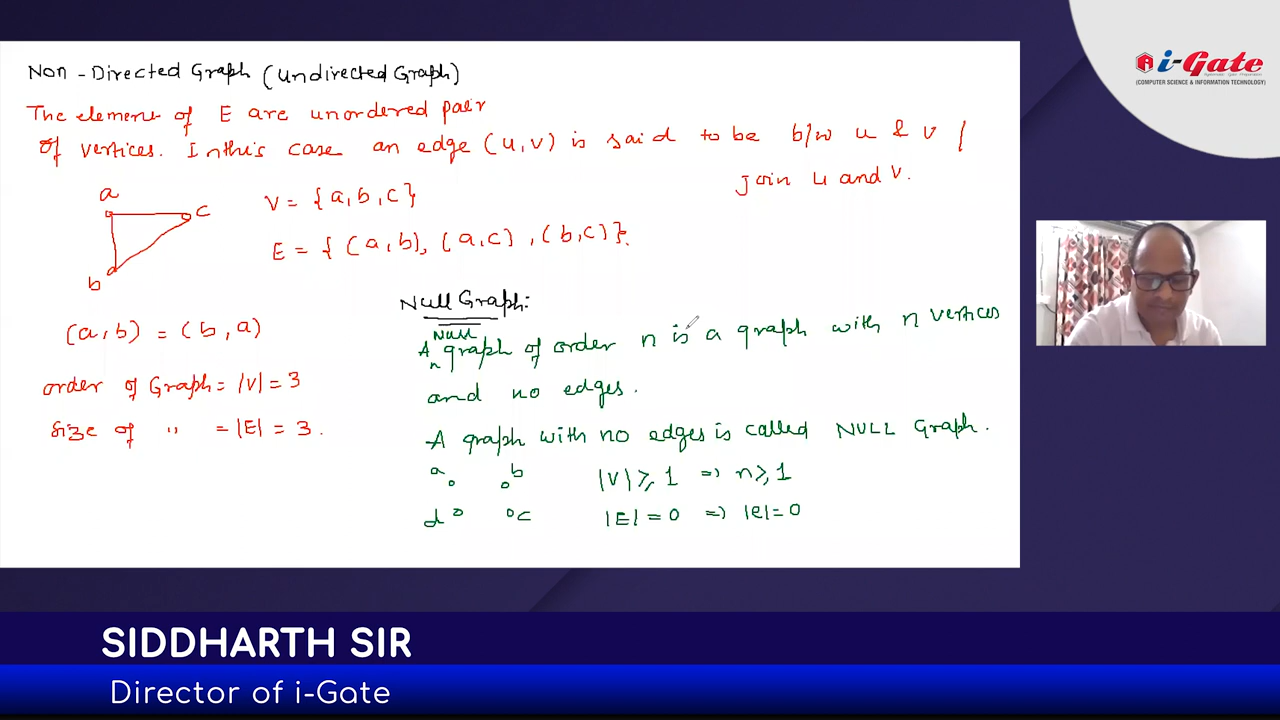 Non-Directed Graph (Undirected Graph)
The element of E are unordered pair
of vertices. In this case an edge (u,v) is said to be b/w u & v /
Join u and v.
a
c
b
V = {a, b, c}
E = { (a,b), (a,c), (b,c)}.
(a,b) = (b,a)
order of Graph = |V| = 3
Size of " = |E| = 3.
Null Graph:
A Null graph of order n is a graph with n vertices
and no edges.
A graph with no edges is called NULL Graph.
a b |V| ≥ 1 => n ≥ 1
d c |E| = 0 => |e| = 0
i-Gate
(COMPUTER SCIENCE & INFORMATION TECHNOLOGY)
SIDDHARTH SIR
Director of i-Gate